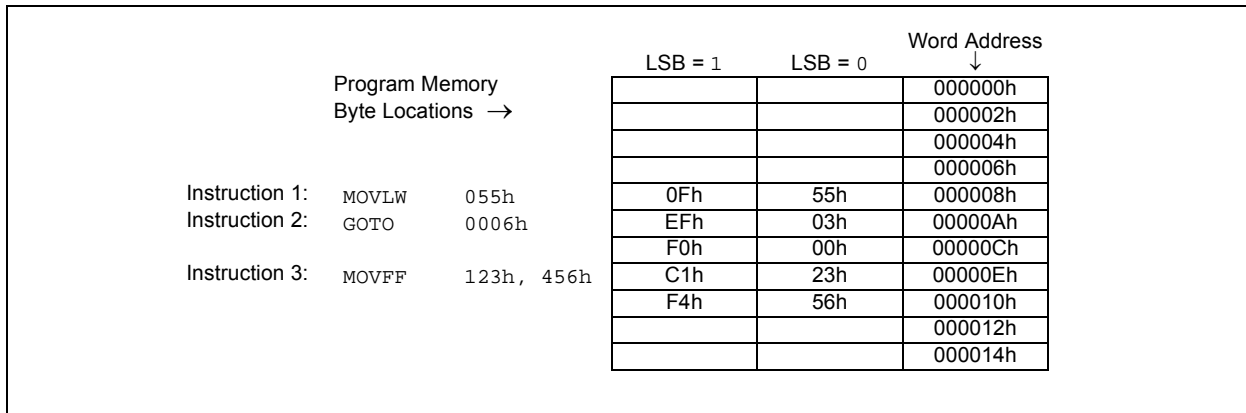 Word Address
LSB = 1 LSB = 0 ↓
Program Memory 000000h
Byte Locations → 000002h
000004h
000006h
Instruction 1: MOVLW 055h 0Fh 55h 000008h
Instruction 2: GOTO 0006h EFh 03h 00000Ah
F0h 00h 00000Ch
Instruction 3: MOVFF 123h, 456h C1h 23h 00000Eh
F4h 56h 000010h
000012h
000014h